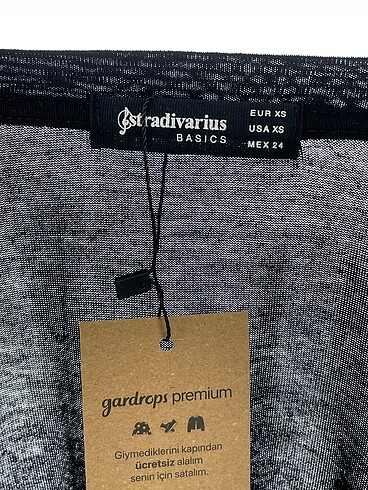 stradivarius
BASICS
EUR XS
USA XS
MEX 24
gardrops premium
Giymediklerini kapından
ücretsiz alalım
senin için satalım.